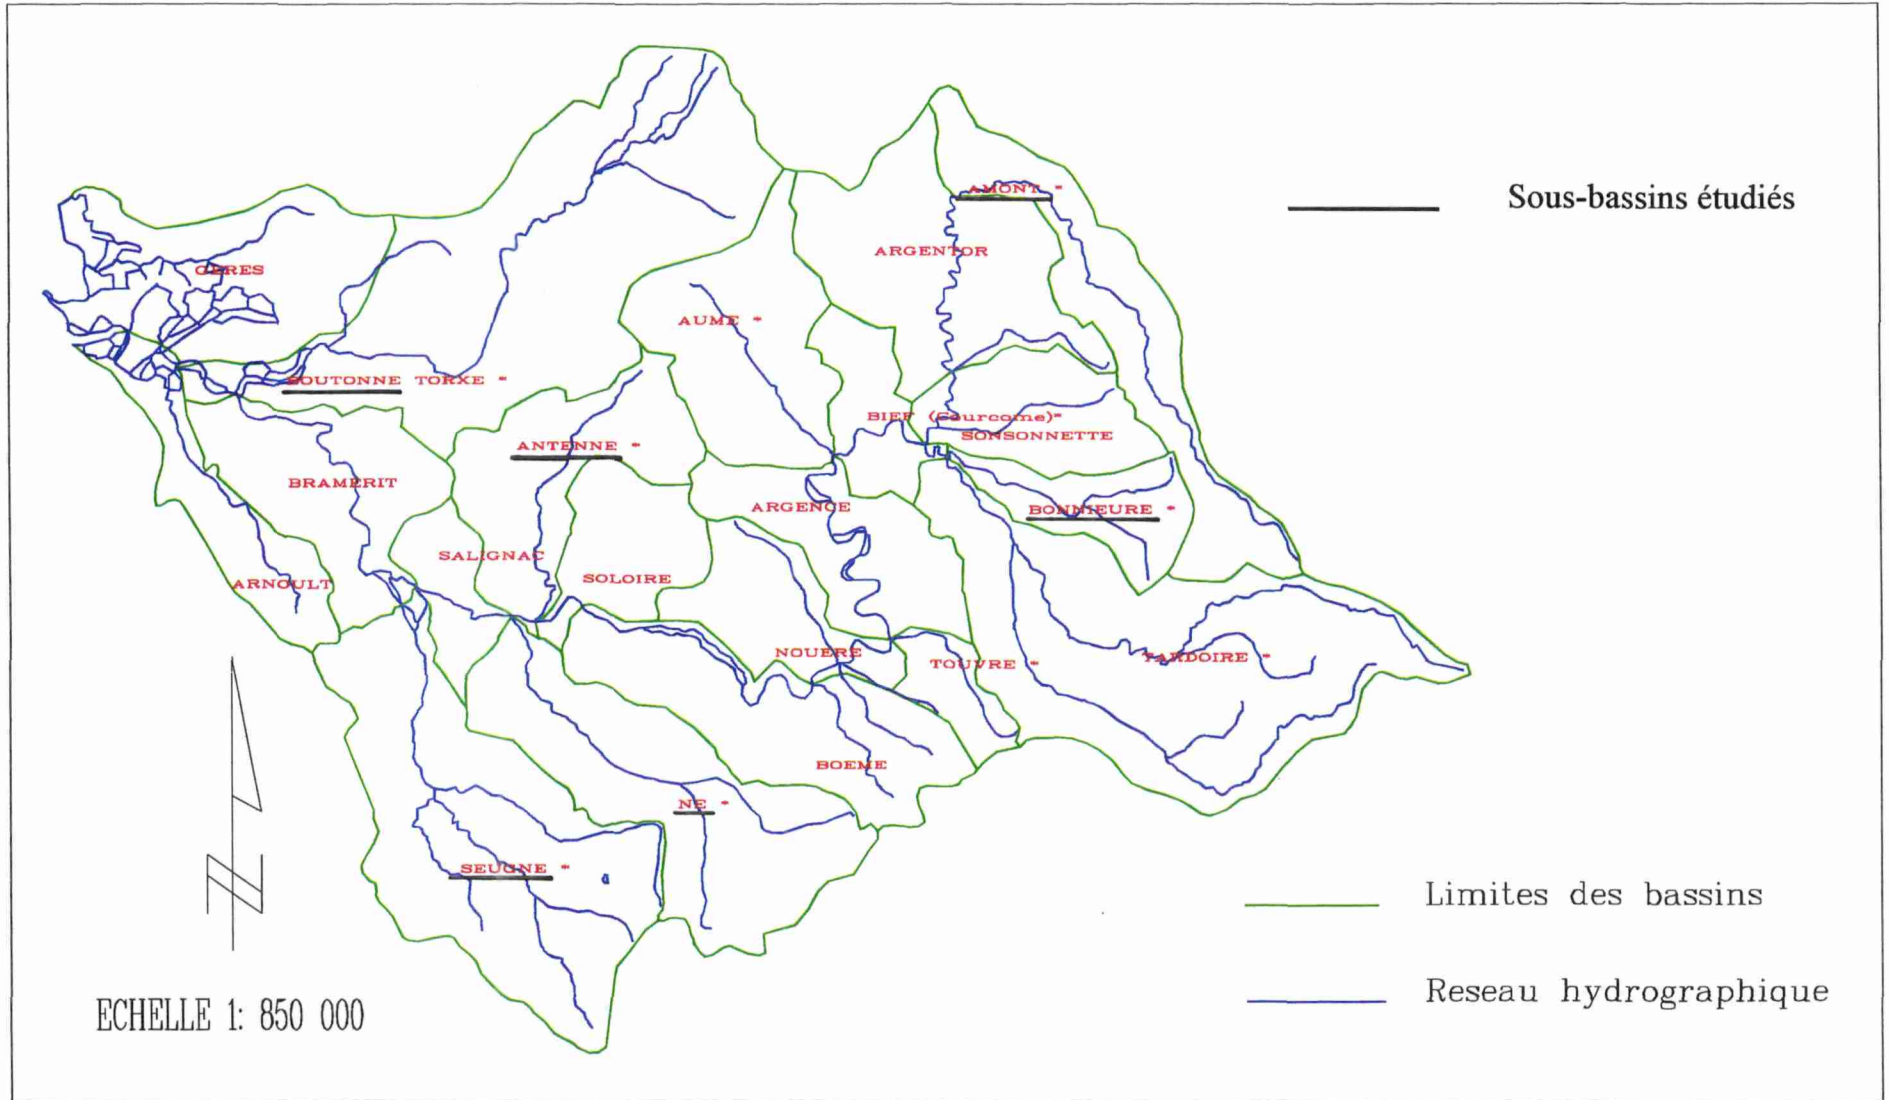 AMONT *
Sous-bassins étudiés
ARGENTOR
GERES
AUME *
BOUTONNE TORXE *
BIEF (Courcome)*
SONSONNETTE
ANTENNE *
BRAMERIT
ARGENCE
BONNIEURE *
SALIGNAC
SOLOIRE
ARNOULT
NOUERE
TOUVRE *
TARDOIRE *
BOEME
NE *
SEUGNE *
Limites des bassins
Reseau hydrographique
ECHELLE 1: 850 000
N